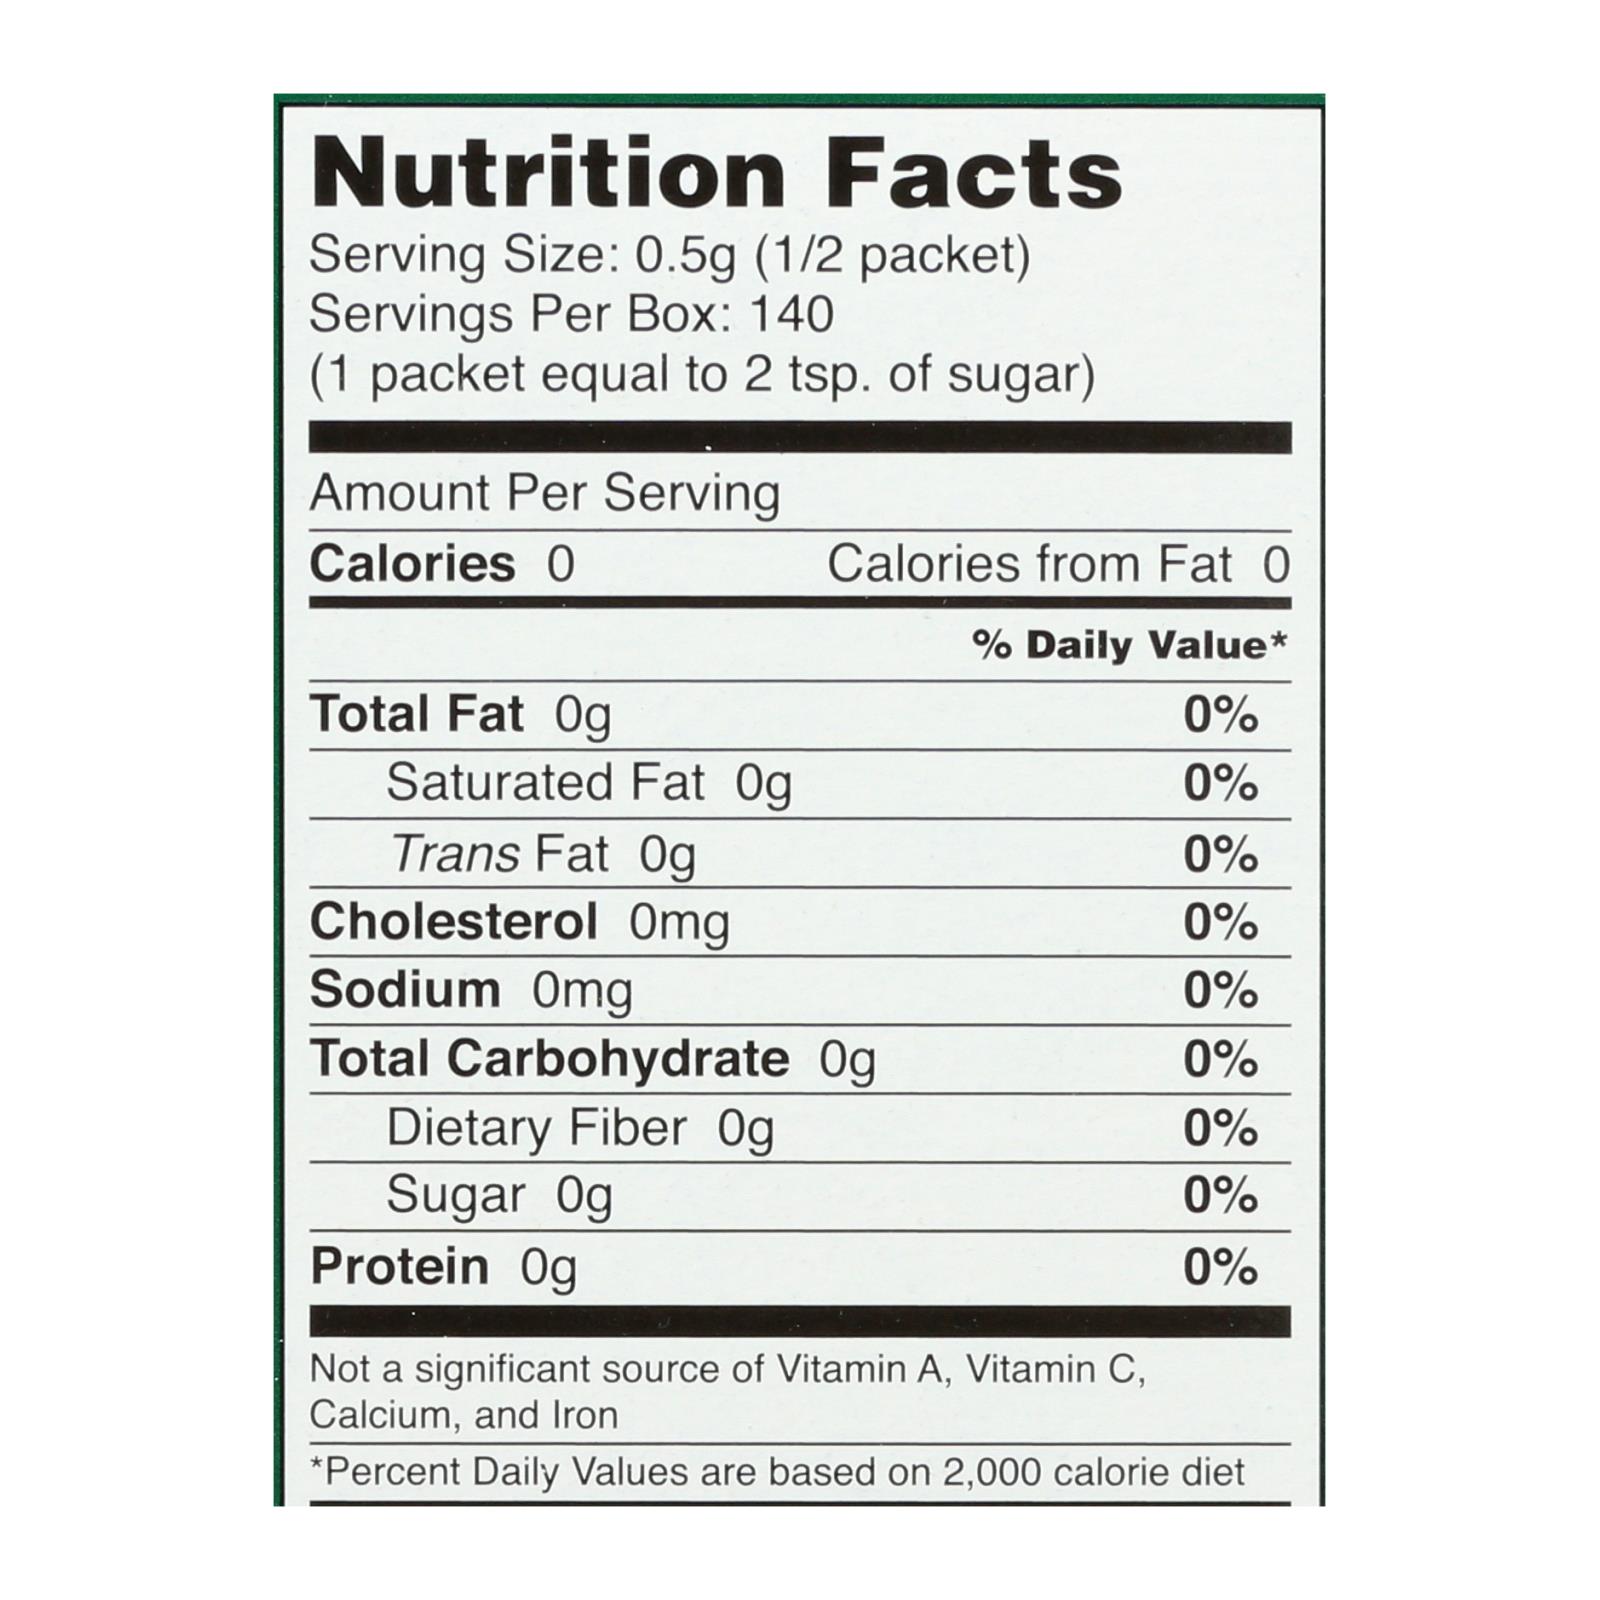 Nutrition Facts
Serving Size: 0.5g (1/2 packet)
Servings Per Box: 140
(1 packet equal to 2 tsp. of sugar)
Amount Per Serving
Calories 0 Calories from Fat 0
% Daily Value*
Total Fat 0g 0%
Saturated Fat 0g 0%
Trans Fat 0g 0%
Cholesterol 0mg 0%
Sodium 0mg 0%
Total Carbohydrate 0g 0%
Dietary Fiber 0g 0%
Sugar 0g 0%
Protein 0g 0%
Not a significant source of Vitamin A, Vitamin C,
Calcium, and Iron
*Percent Daily Values are based on 2,000 calorie diet